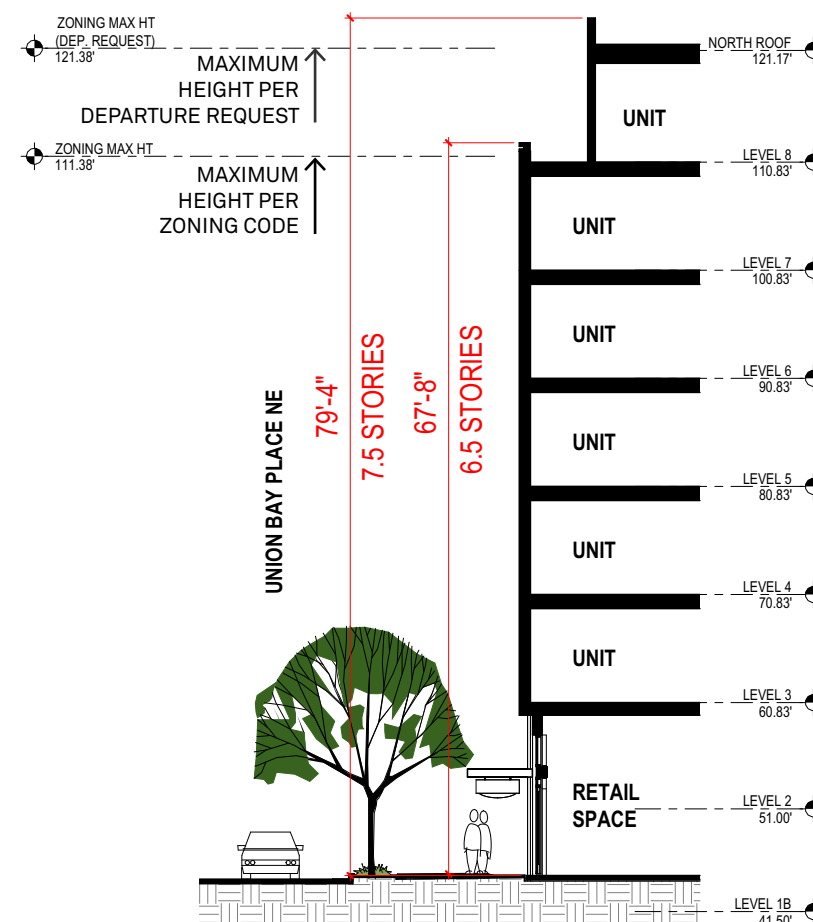 ZONING MAX HT
(DEP. REQUEST)
121.38'
MAXIMUM
HEIGHT PER
DEPARTURE REQUEST
ZONING MAX HT
111.38'
MAXIMUM
HEIGHT PER
ZONING CODE
UNION BAY PLACE NE
79'-4"
7.5 STORIES
67'-8"
6.5 STORIES
NORTH ROOF
121.17'
UNIT
LEVEL 8
110.83'
UNIT
LEVEL 7
100.83'
UNIT
LEVEL 6
90.83'
UNIT
LEVEL 5
80.83'
UNIT
LEVEL 4
70.83'
UNIT
LEVEL 3
60.83'
RETAIL
SPACE
LEVEL 2
51.00'
LEVEL 1B
41.50'